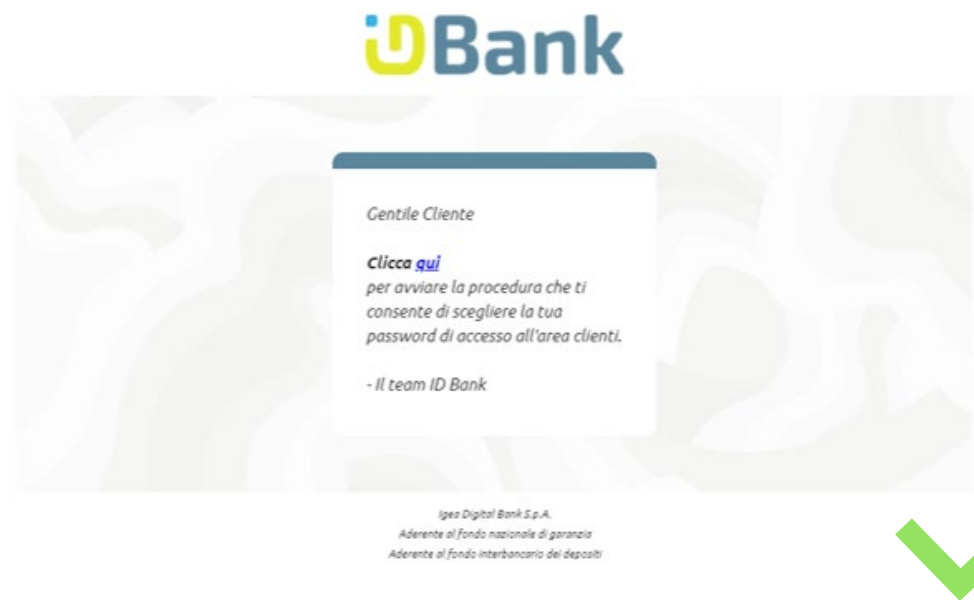 iDBank
Gentile Cliente
Clicca qui
per avviare la procedura che ti
consente di scegliere la tua
password di accesso all'area clienti.
- Il team ID Bank
Igea Digital Bank S.p.A.
Aderente al fondo nazionale di garanzia
Aderente al fondo interbancario dei depositi